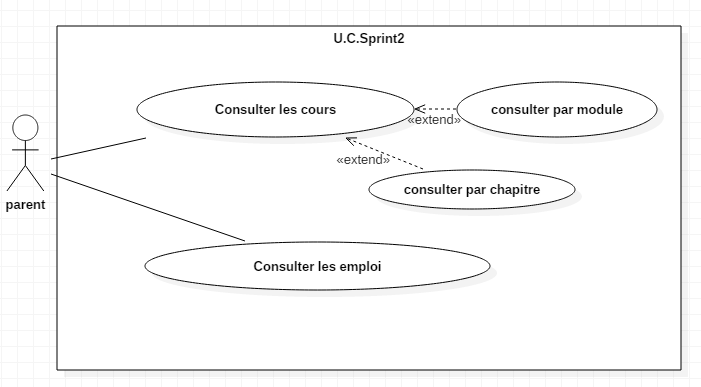 U.C.Sprint2
Consulter les cours
consulter par module
«extend»
«extend»
consulter par chapitre
parent
Consulter les emploi